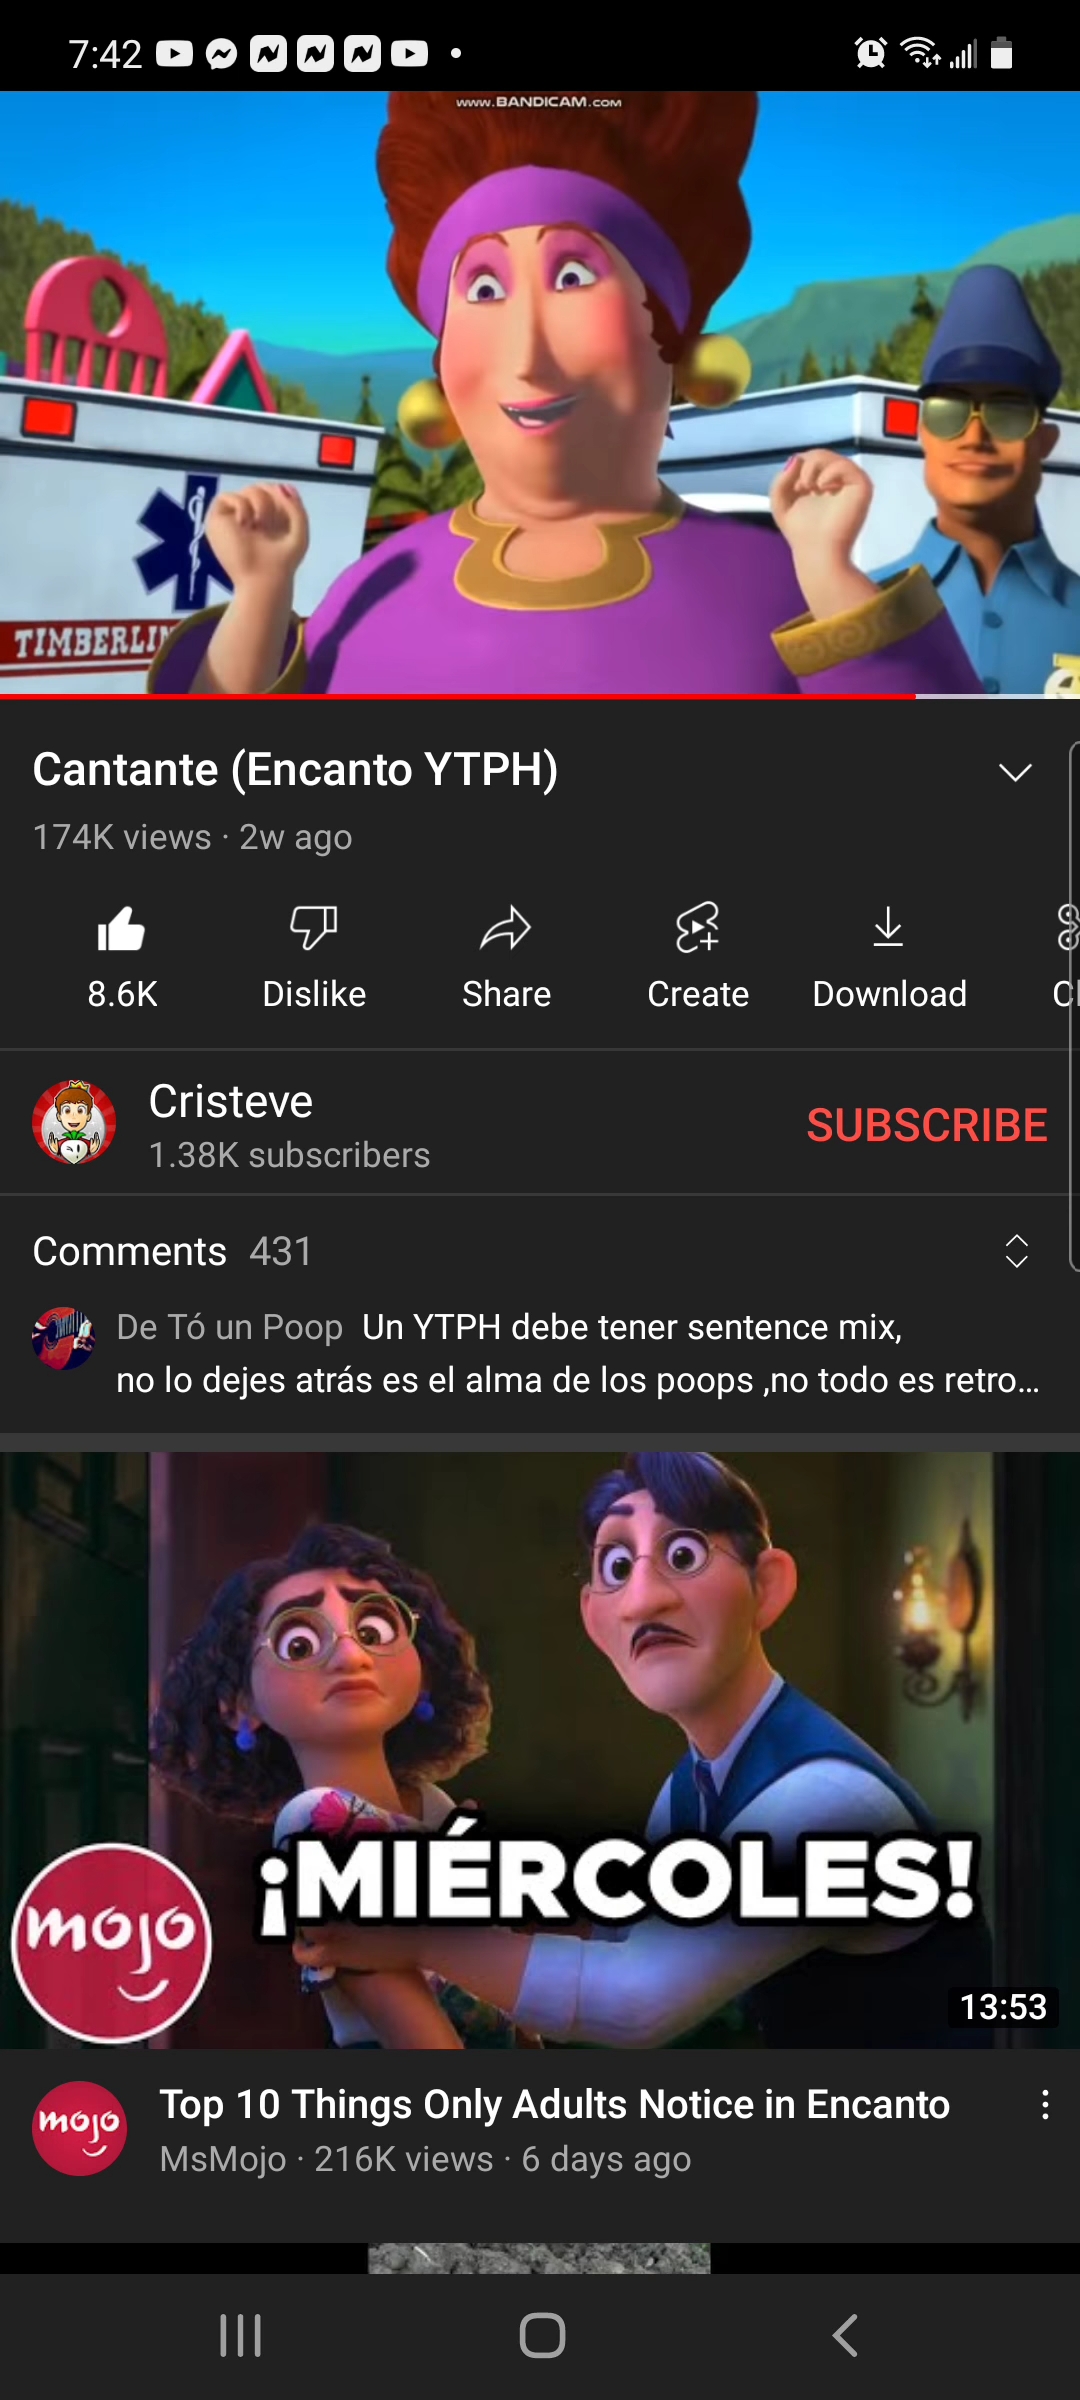 7:42
www.BANDICAM.com
TIMBERLIN
Cantante (Encanto YTPH)
174K views · 2w ago
8.6K
Dislike
Share
Create
Download
Cl
Cristeve
1.38K subscribers
SUBSCRIBE
Comments 431
De Tó un Poop Un YTPH debe tener sentence mix,
no lo dejes atrás es el alma de los poops ,no todo es retro...
¡MIÉRCOLES!
mojo
13:53
mojo
Top 10 Things Only Adults Notice in Encanto
MsMojo · 216K views · 6 days ago